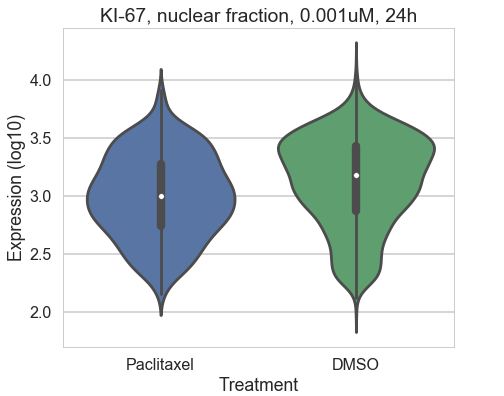 KI-67, nuclear fraction, 0.001uM, 24h
Expression (log10)
4.0
3.5
3.0
2.5
2.0
Paclitaxel
DMSO
Treatment